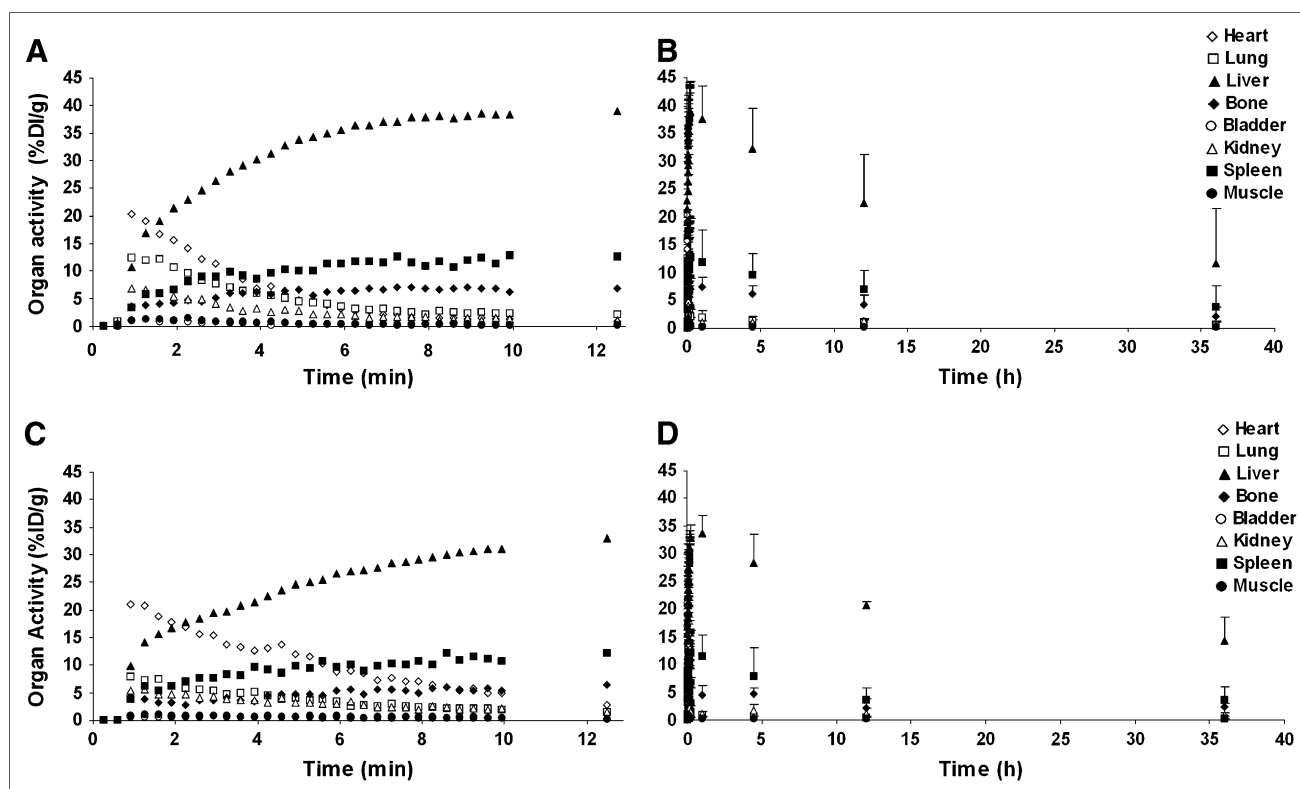 A
Organ activity (%DI/g)
45
40
35
30
25
20
15
10
5
0
0 2 4 6 8 10 12
Time (min)
B
45
40
35
30
25
20
15
10
5
0
0 5 10 15 20 25 30 35 40
Time (h)
Heart
Lung
Liver
Bone
Bladder
Kidney
Spleen
Muscle
C
Organ Activity (%ID/g)
45
40
35
30
25
20
15
10
5
0
0 2 4 6 8 10 12
Time (min)
D
45
40
35
30
25
20
15
10
5
0
0 5 10 15 20 25 30 35 40
Time (h)
Heart
Lung
Liver
Bone
Bladder
Kidney
Spleen
Muscle